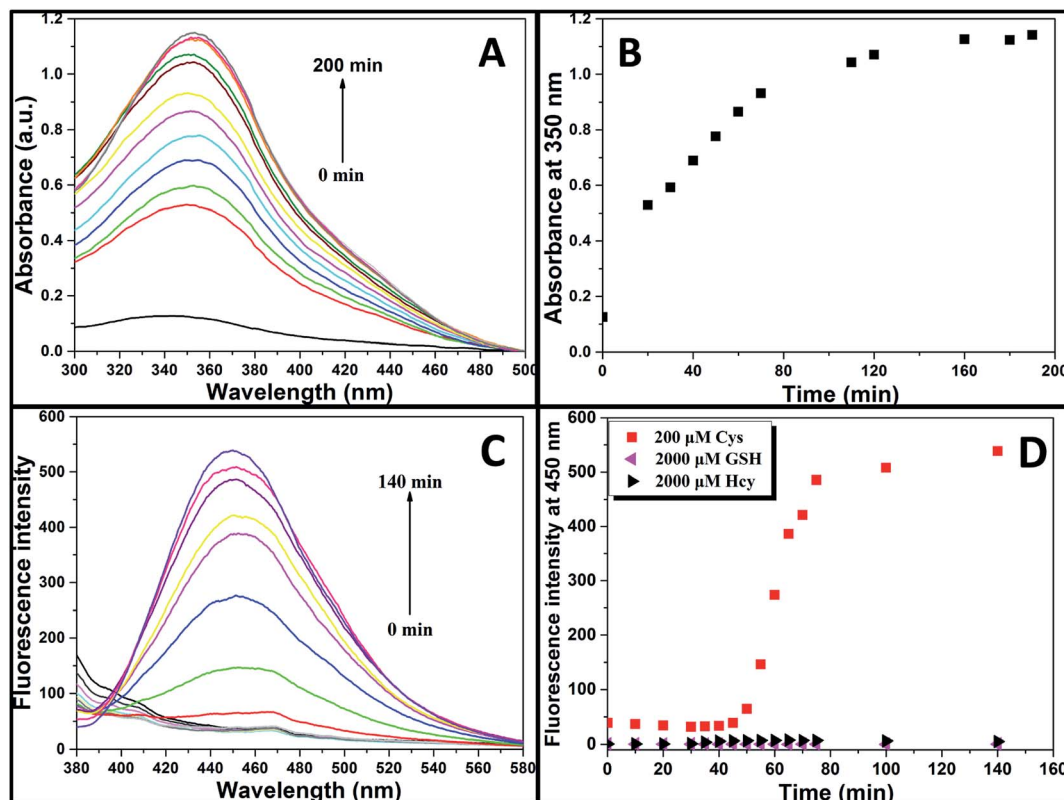 A
200 min
0 min
1.2
1.0
0.8
0.6
0.4
0.2
0.0
Absorbance (a.u.)
300 320 340 360 380 400 420 440 460 480 500
Wavelength (nm)
B
1.2
1.0
0.8
0.6
0.4
0.2
0.0
Absorbance at 350 nm
0 40 80 120 160 200
Time (min)
C
140 min
0 min
600
500
400
300
200
100
0
Fluorescence intensity
380 400 420 440 460 480 500 520 540 560 580
Wavelength (nm)
D
200 μM Cys
2000 μM GSH
2000 μM Hcy
600
500
400
300
200
100
0
Fluorescence intensity at 450 nm
0 20 40 60 80 100 120 140 160
Time (min)